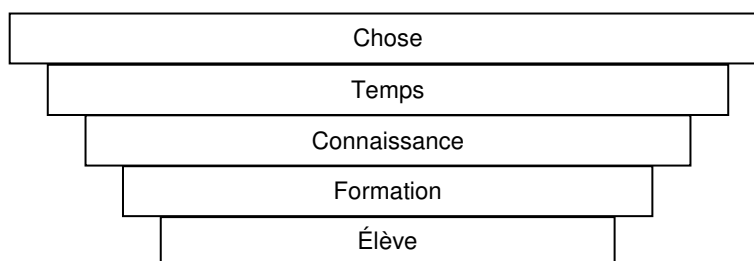 Chose
Temps
Connaissance
Formation
Élève